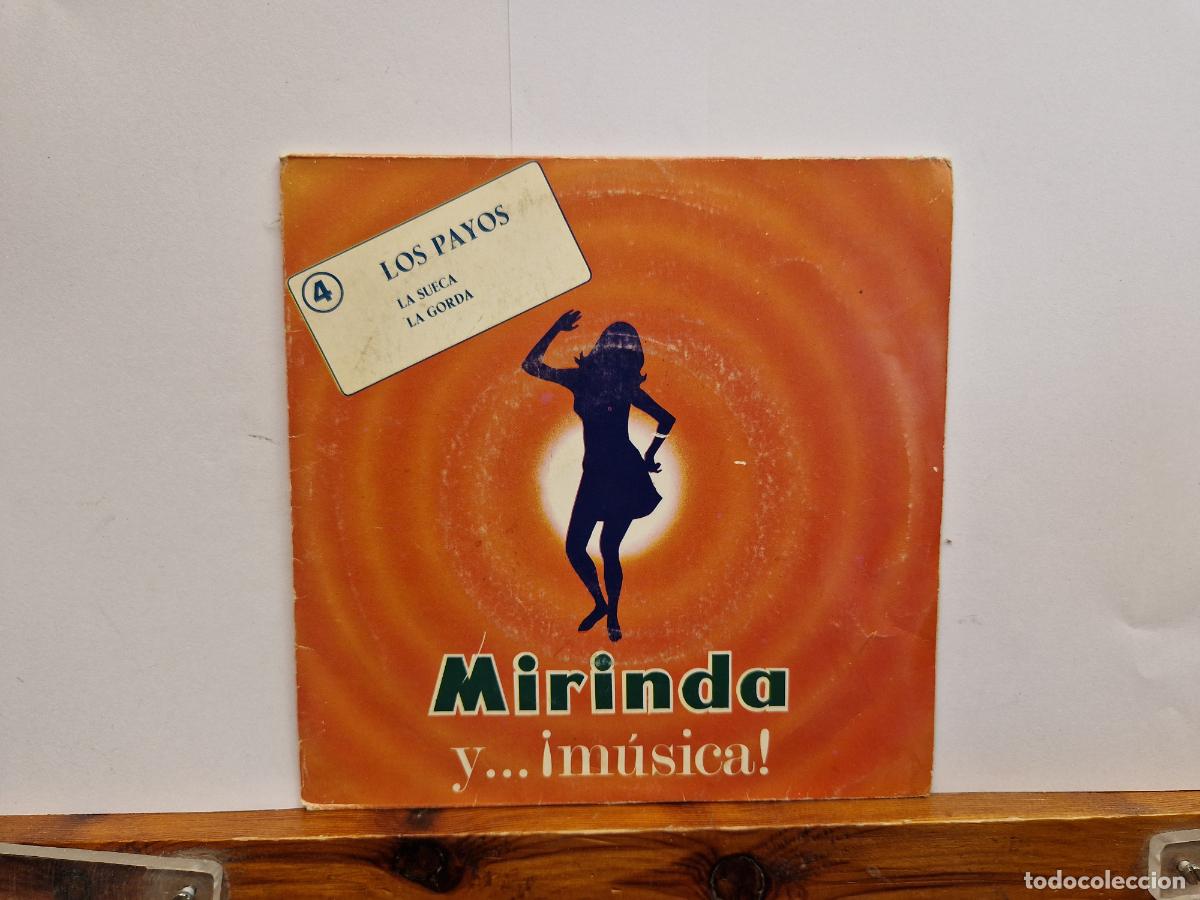 4
LOS PAYOS
LA SUECA
LA GORDA
Mirinda
y... ¡música!
todocoleccion